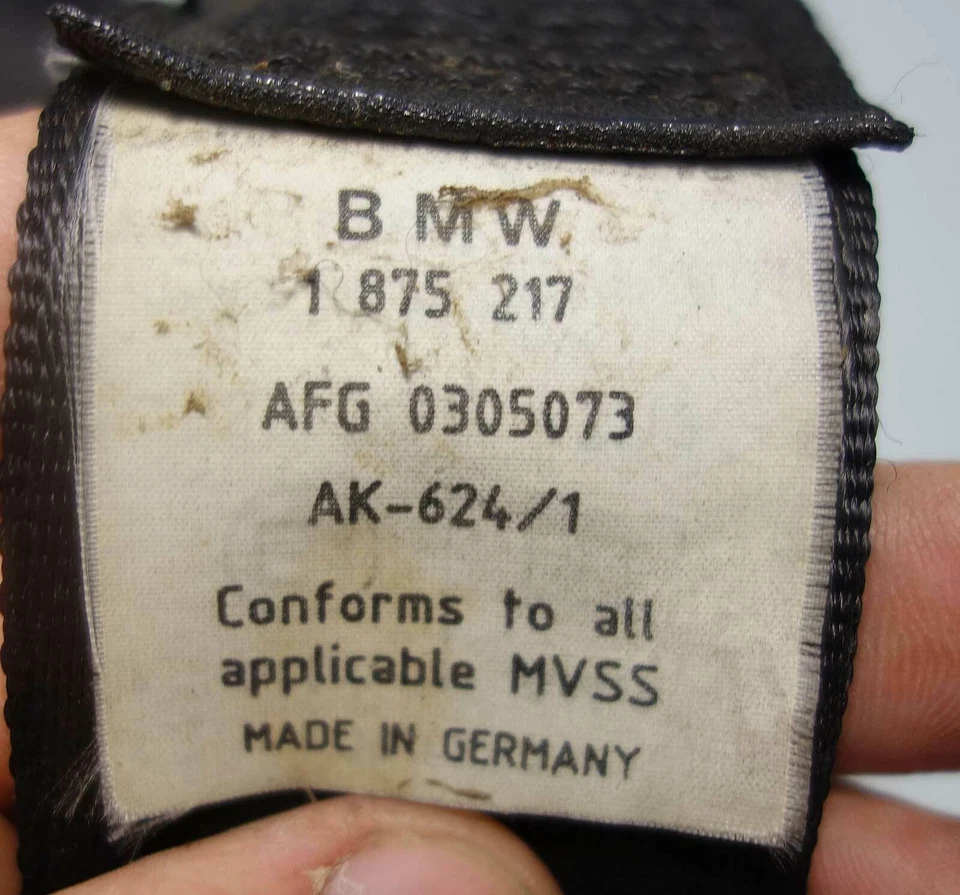 BMW
1 875 217
AFG 0305073
AK-624/1
Conforms to all
applicable MVSS
MADE IN GERMANY